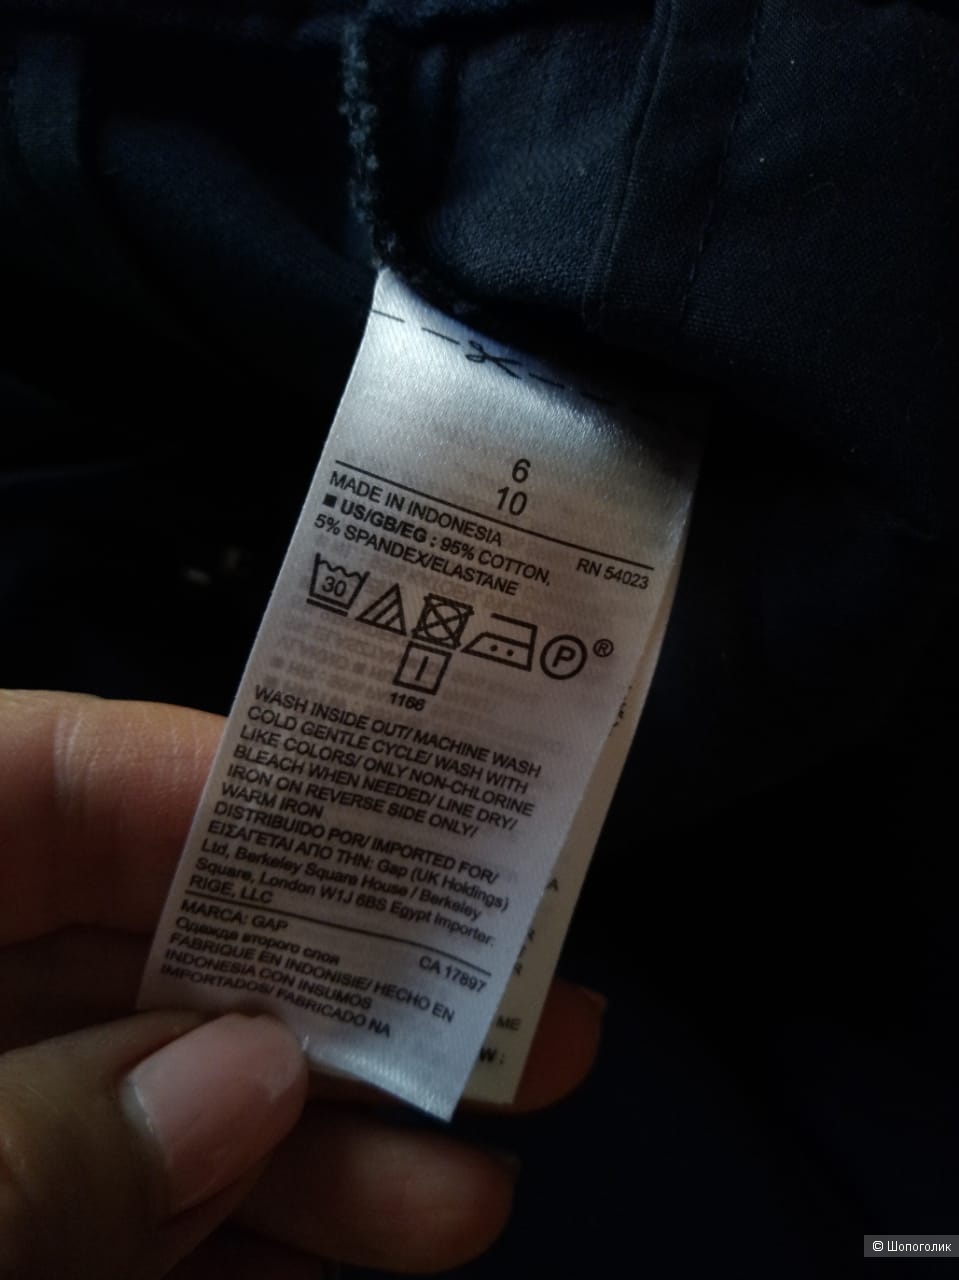 6
10
MADE IN INDONESIA
RN 54023
■ US/GB/EG : 95% COTTON,
5% SPANDEX/ELASTANE
30
P ®
1166
WASH INSIDE OUT/ MACHINE WASH
COLD GENTLE CYCLE/ WASH WITH
LIKE COLORS/ ONLY NON-CHLORINE
BLEACH WHEN NEEDED/ LINE DRY/
IRON ON REVERSE SIDE ONLY/
WARM IRON
DISTRIBUIDO POR/ IMPORTED FOR/
ΕΙΣΑΓΕΤΑΙ ΑΠΟ ΤΗΝ: Gap (UK Holdings)
Ltd, Berkeley Square House / Berkeley
Square, London W1J 6BS Egypt Importer:
RIGE, LLC
MARCA: GAP
CA 17897
Одежда второго слоя
FABRIQUE EN INDONISIE/ HECHO EN
INDONESIA CON INSUMOS
IMPORTADOS/ FABRICADO NA
ME
W :
© Шопоголик